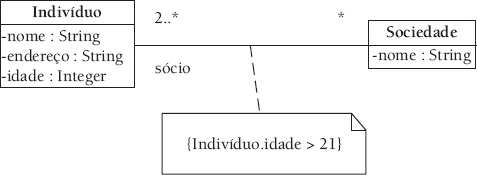 Indivíduo
-nome : String
-endereço : String
-idade : Integer
2..*
*
sócio
Sociedade
-nome : String
{Indivíduo.idade > 21}